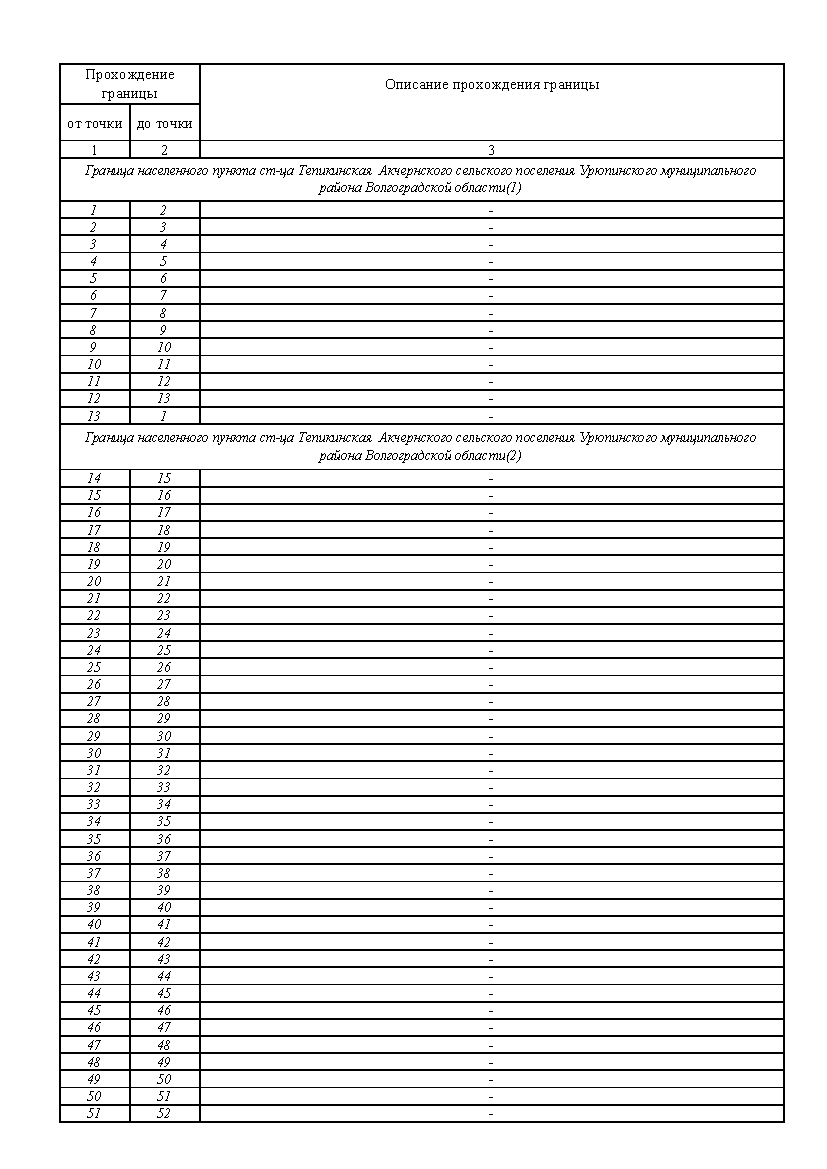 Прохождение
границы
Описание прохождения границы
от точки до точки
1 2 3
Граница населенного пункта ст-ца Тепикинская Акчернского сельского поселения Урюпинского муниципального
района Волгоградской области(1)
1 2 -
2 3 -
3 4 -
4 5 -
5 6 -
6 7 -
7 8 -
8 9 -
9 10 -
10 11 -
11 12 -
12 13 -
13 1 -
Граница населенного пункта ст-ца Тепикинская Акчернского сельского поселения Урюпинского муниципального
района Волгоградской области(2)
14 15 -
15 16 -
16 17 -
17 18 -
18 19 -
19 20 -
20 21 -
21 22 -
22 23 -
23 24 -
24 25 -
25 26 -
26 27 -
27 28 -
28 29 -
29 30 -
30 31 -
31 32 -
32 33 -
33 34 -
34 35 -
35 36 -
36 37 -
37 38 -
38 39 -
39 40 -
40 41 -
41 42 -
42 43 -
43 44 -
44 45 -
45 46 -
46 47 -
47 48 -
48 49 -
49 50 -
50 51 -
51 52 -